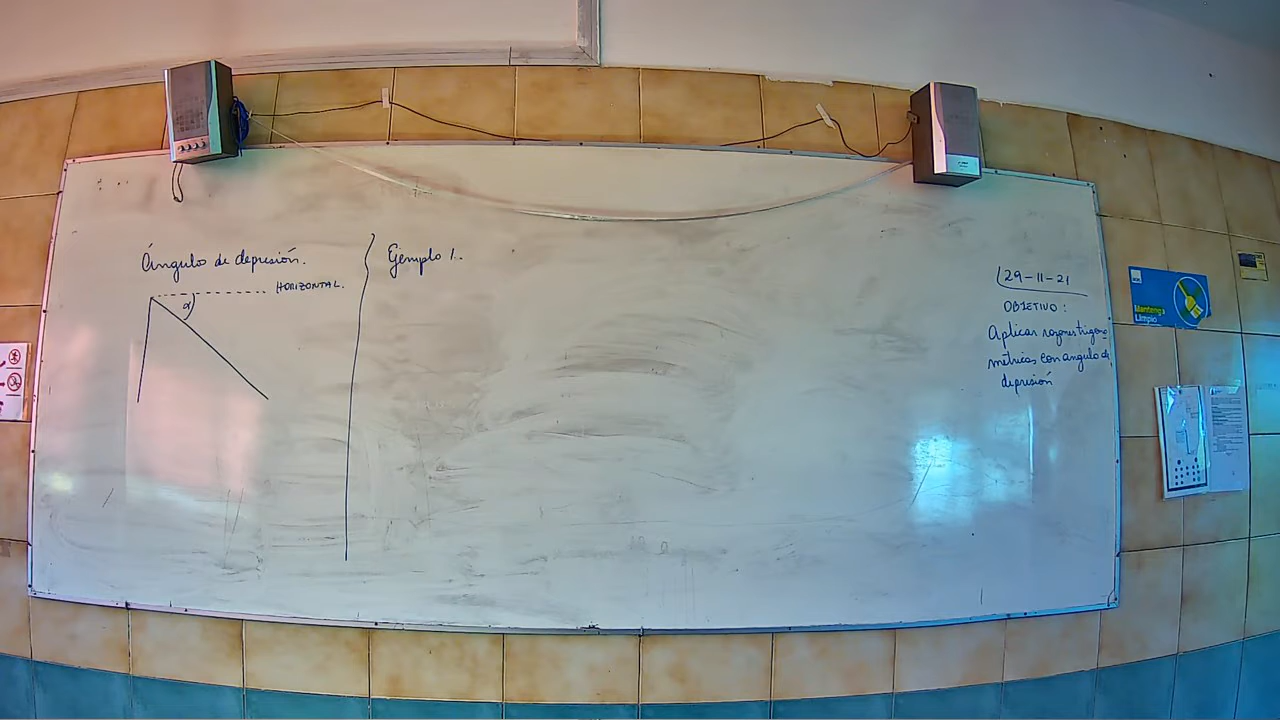 Ángulo de depresión.
HORIZONTAL.
α
Ejemplo 1.
29-11-21
OBJETIVO:
Aplicar razones trigono
métricas con angulo de
depresión
Mantenga
Limpio